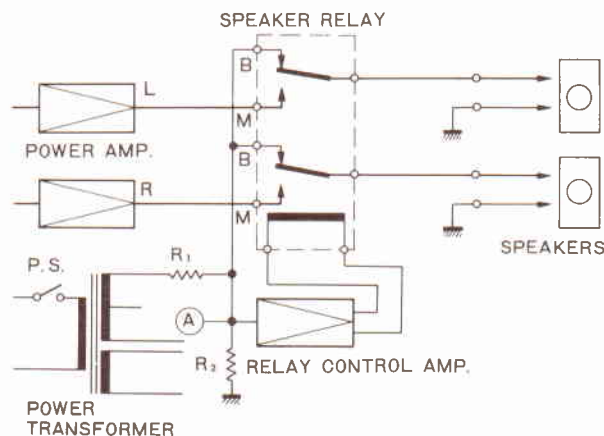 SPEAKER RELAY
B
L
M
POWER AMP.
B
R
M
SPEAKERS
P.S.
R₁
A
R₂
RELAY CONTROL AMP.
POWER
TRANSFORMER